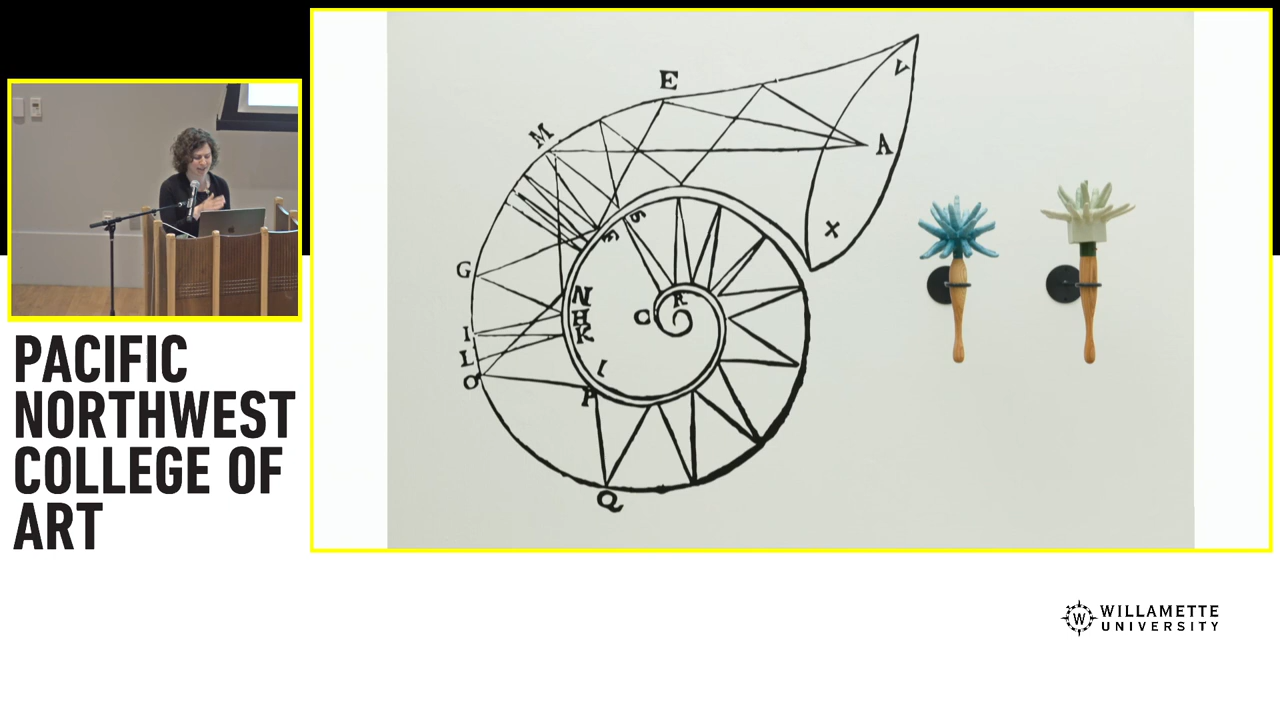 PACIFIC
NORTHWEST
COLLEGE OF
ART
E
M
L
A
X
G
S
F
N
H
K
I
L
O
I
P
C
R
Q
WILLAMETTE
UNIVERSITY
W